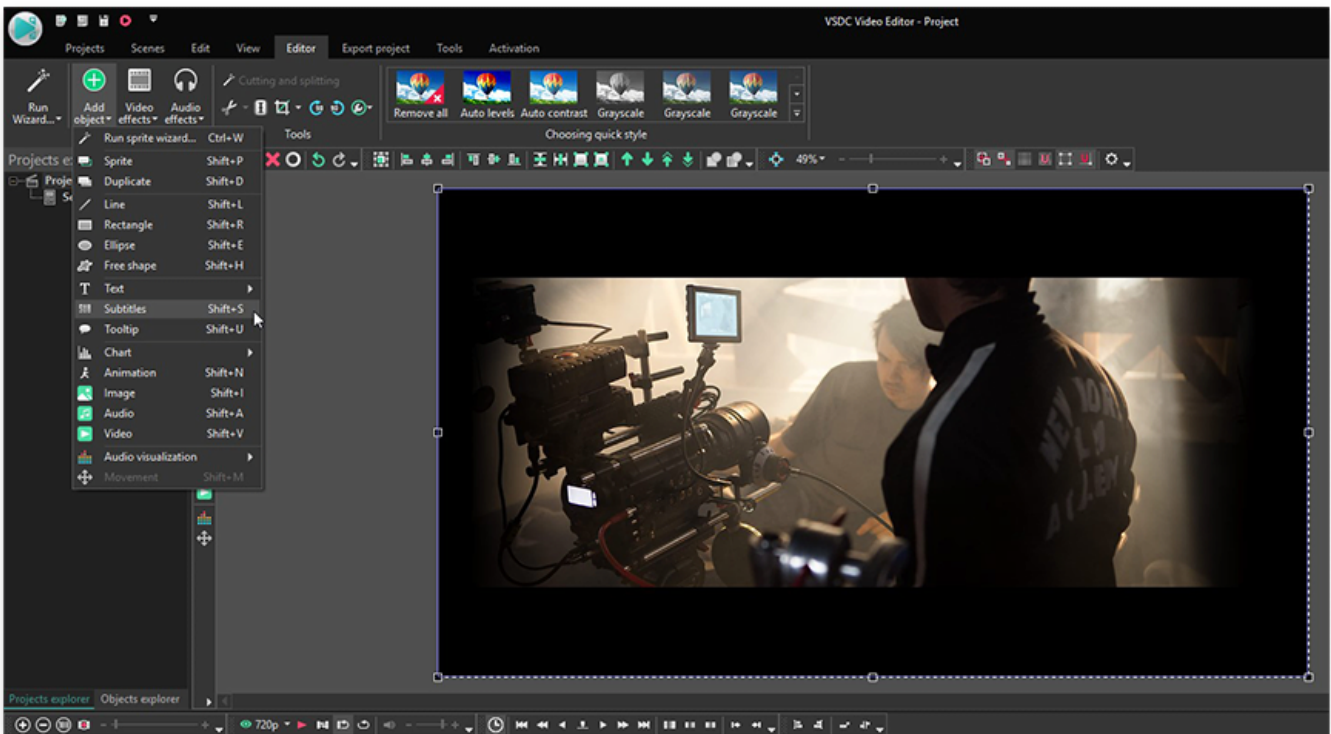 VSDC Video Editor - Project
Projects Scenes Edit View Editor Export project Tools Activation
Run Wizard...
Add object
Video effects
Audio effects
Cutting and splitting
Tools
Remove all Auto levels Auto contrast Grayscale Grayscale Grayscale
Choosing quick style
Run sprite wizard... Ctrl+W
Sprite Shift+P
Duplicate Shift+D
Line Shift+L
Rectangle Shift+R
Ellipse Shift+E
Free shape Shift+H
Text
Subtitles Shift+S
Tooltip Shift+U
Chart
Animation Shift+N
Image Shift+I
Audio Shift+A
Video Shift+V
Audio visualization
Movement Shift+M
49%
Projects explorer Objects explorer
720p